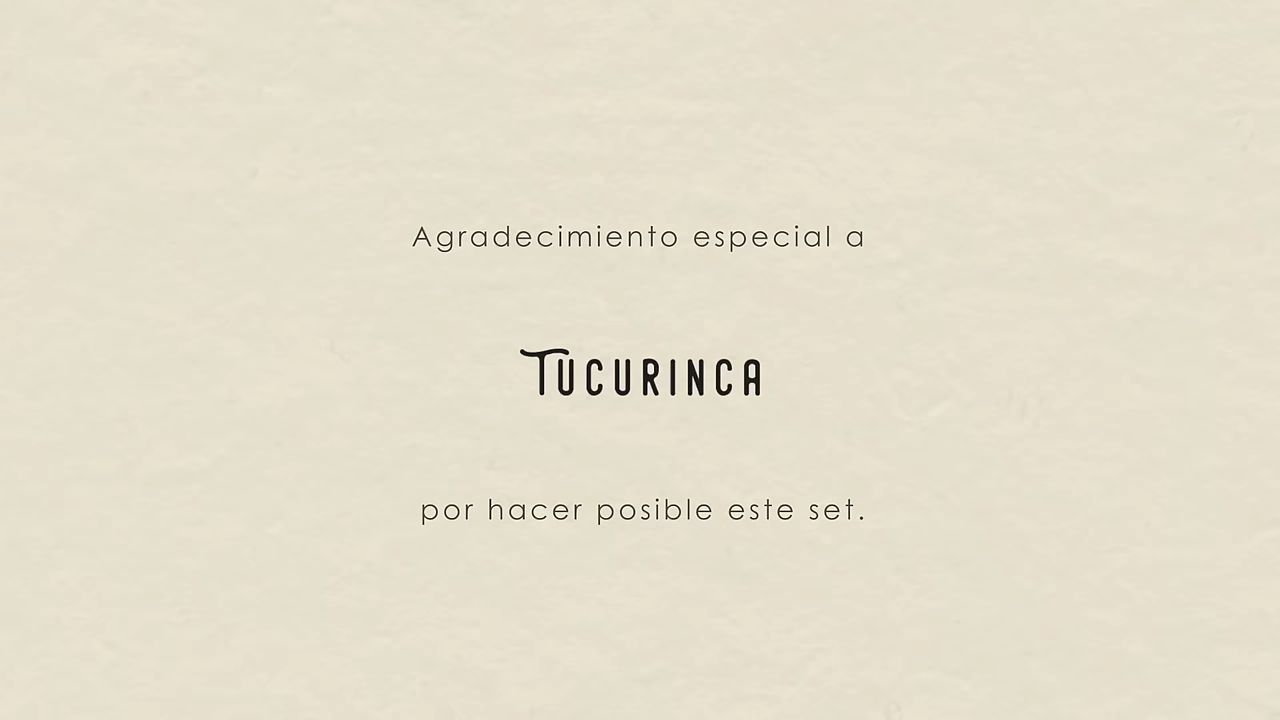 Agradecimiento especial a
TUCURINCA
por hacer posible este set.